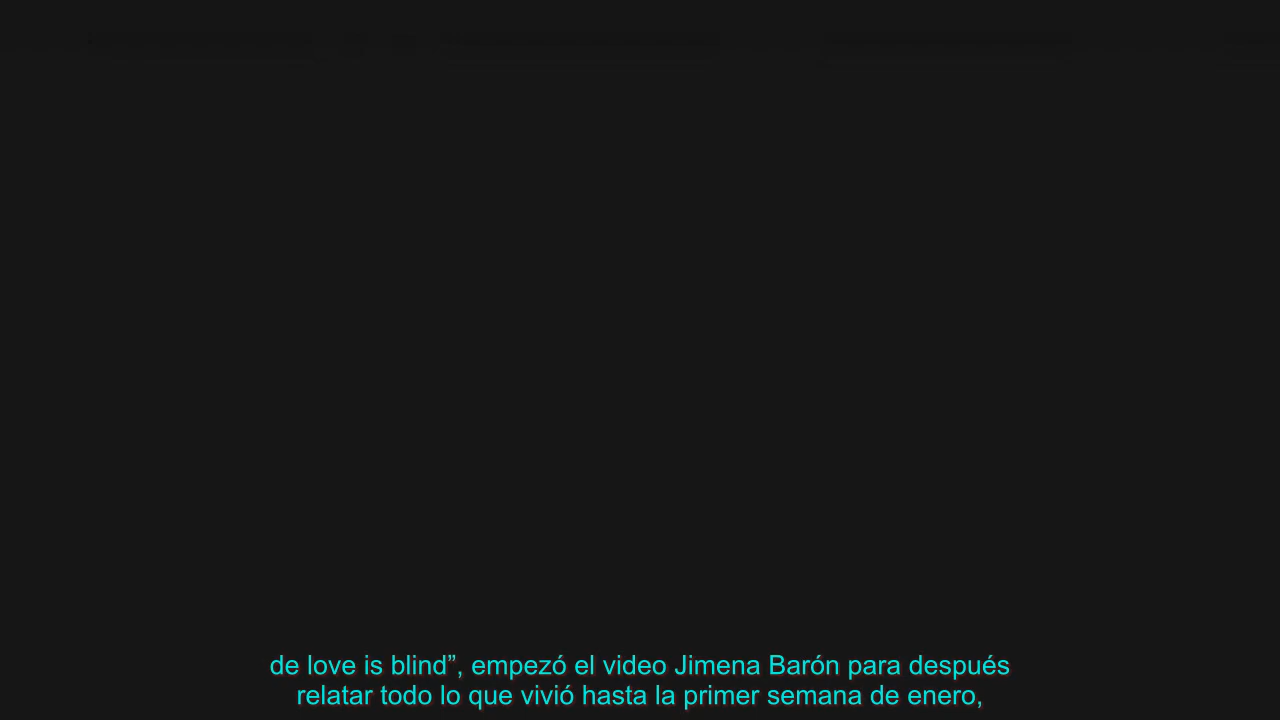 de love is blind”, empezó el video Jimena Barón para después
relatar todo lo que vivió hasta la primer semana de enero,